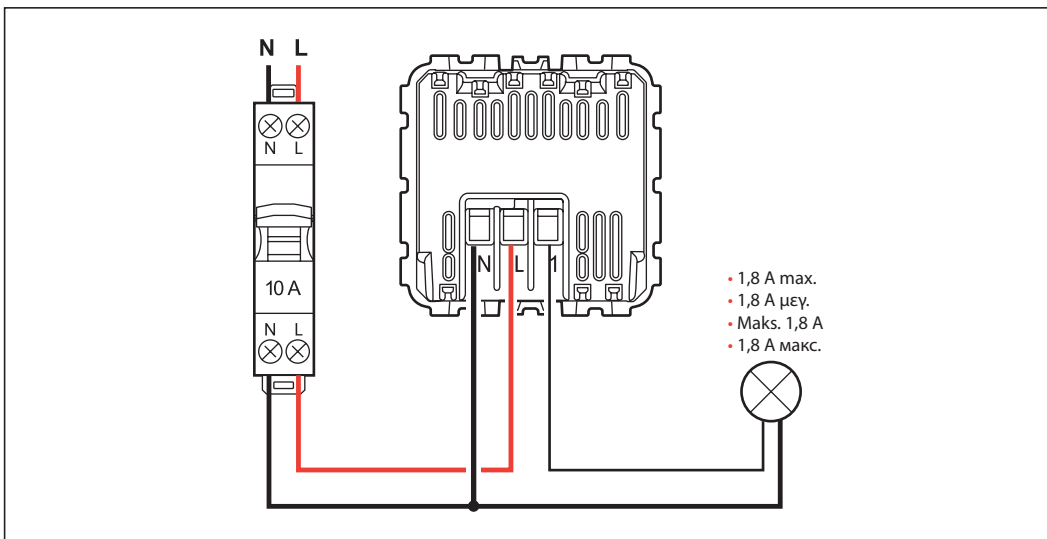 N L
N L
10 A
N L
N L 1
• 1,8 A max.
• 1,8 A μεγ.
• Maks. 1,8 A
• 1,8 A макс.